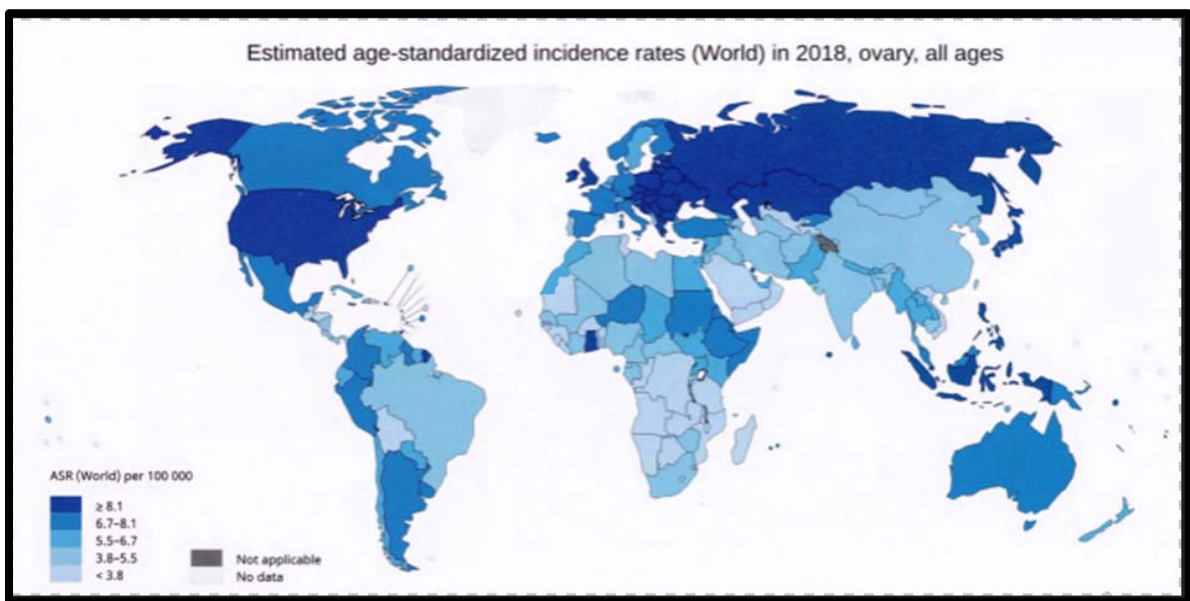 Estimated age-standardized incidence rates (World) in 2018, ovary, all ages
ASR (World) per 100 000
≥ 8.1
6.7–8.1
5.5–6.7
3.8–5.5
< 3.8
Not applicable
No data